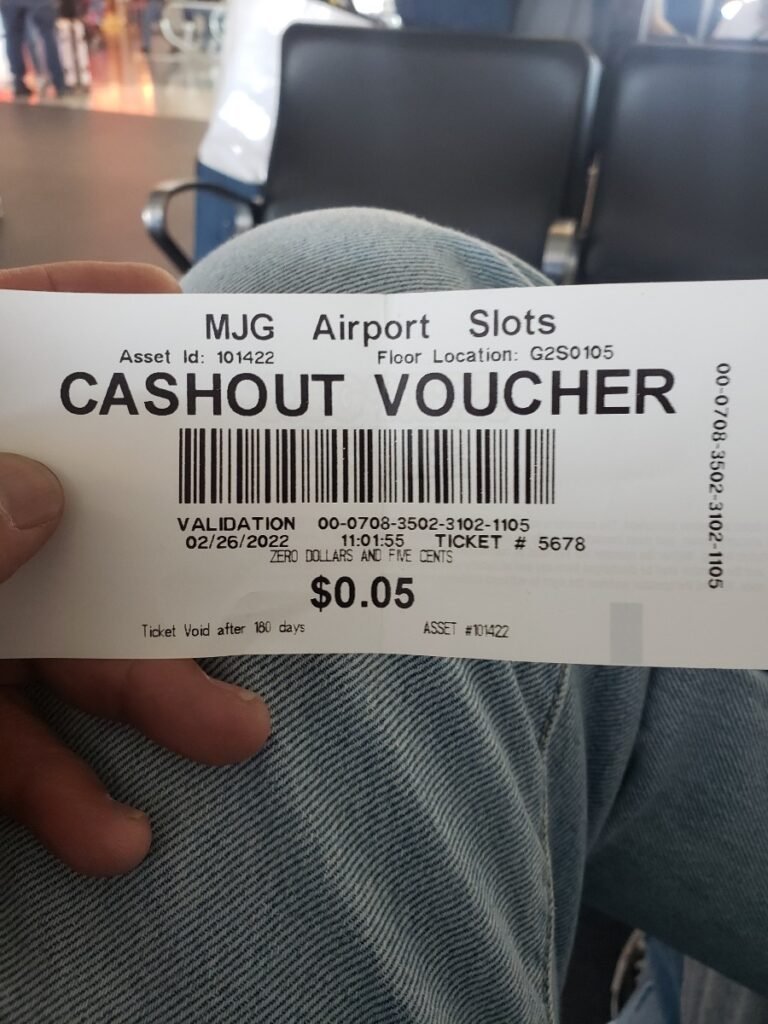 MJG Airport Slots
Asset Id: 101422 Floor Location: G2S0105
CASHOUT VOUCHER
VALIDATION 00-0708-3502-3102-1105
02/26/2022 11:01:55 TICKET # 5678
ZERO DOLLARS AND FIVE CENTS
$0.05
Ticket Void after 180 days ASSET #101422
00-0708-3502-3102-1105